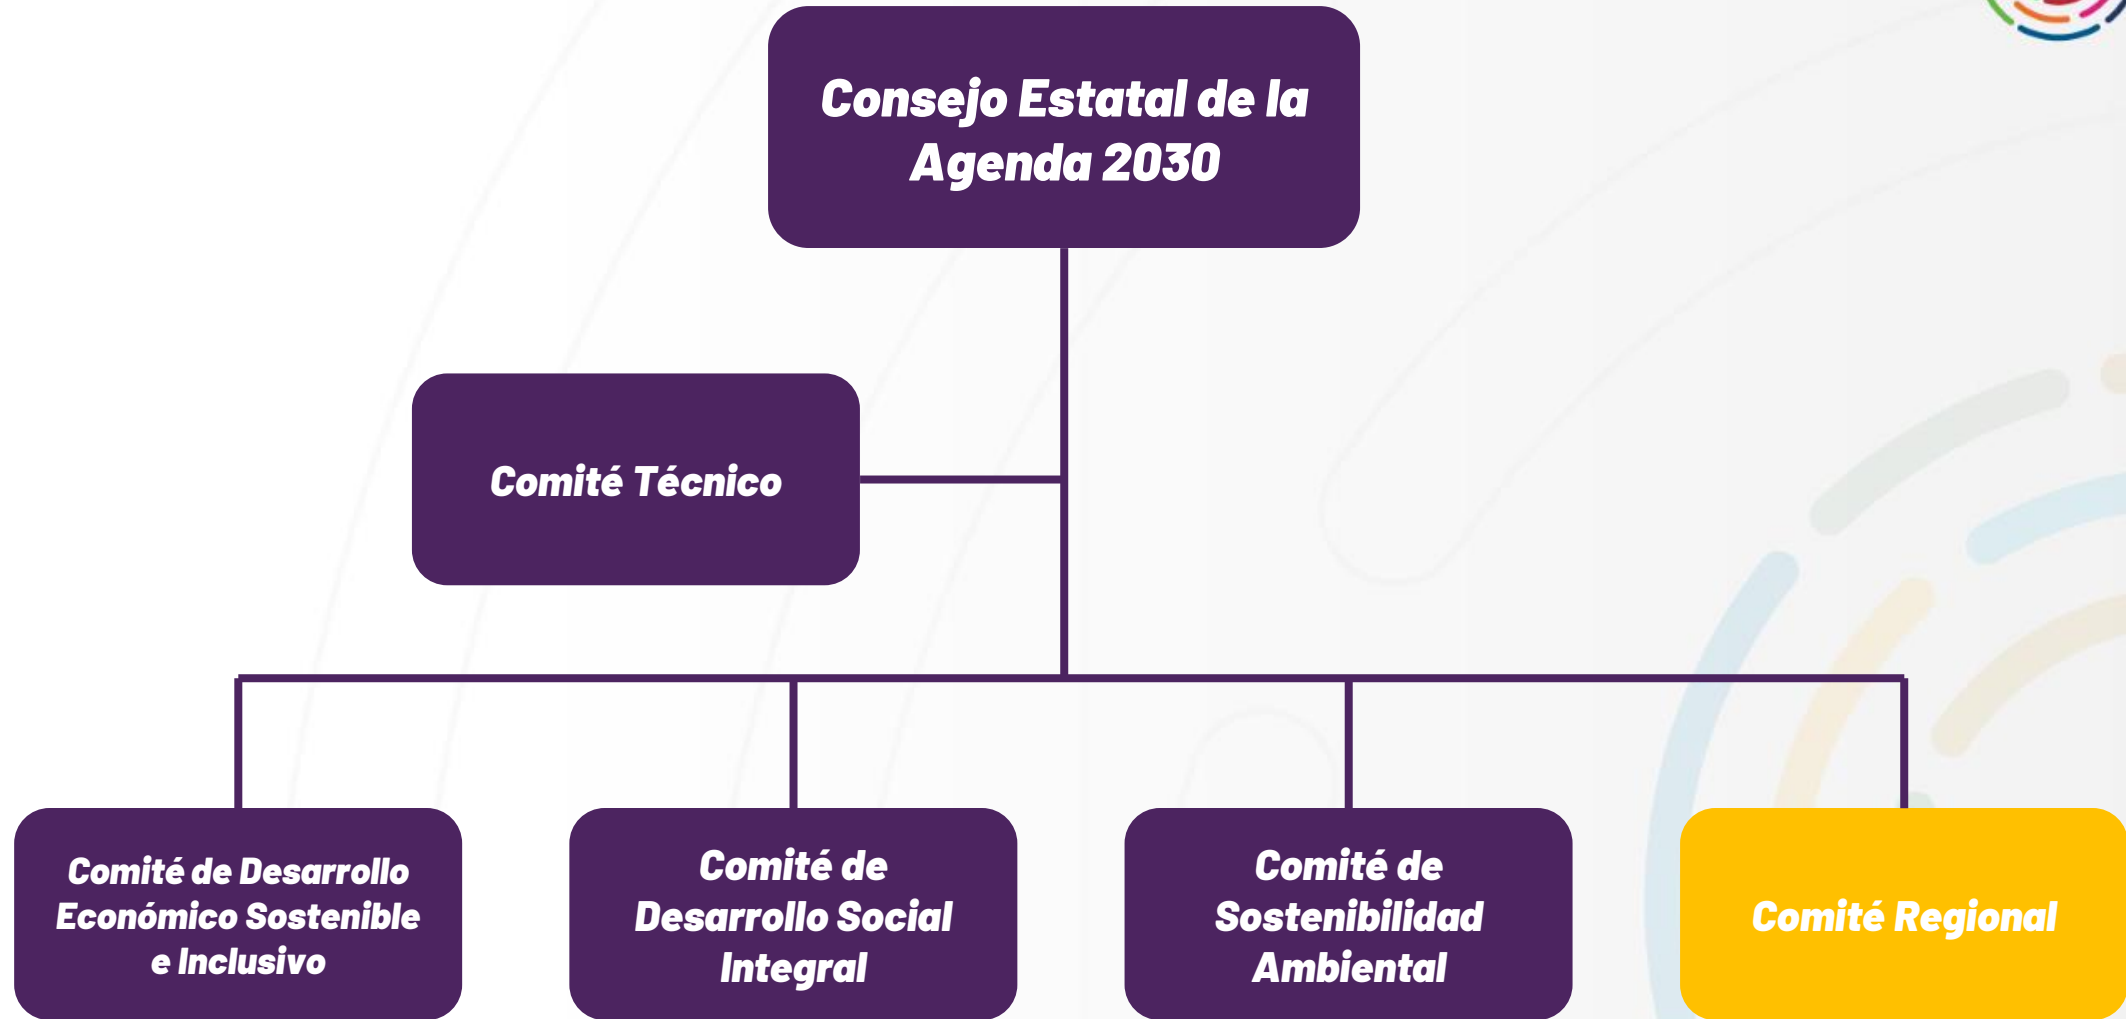 Consejo Estatal de la
Agenda 2030
Comité Técnico
Comité de Desarrollo
Económico Sostenible
e Inclusivo
Comité de
Desarrollo Social
Integral
Comité de
Sostenibilidad
Ambiental
Comité Regional